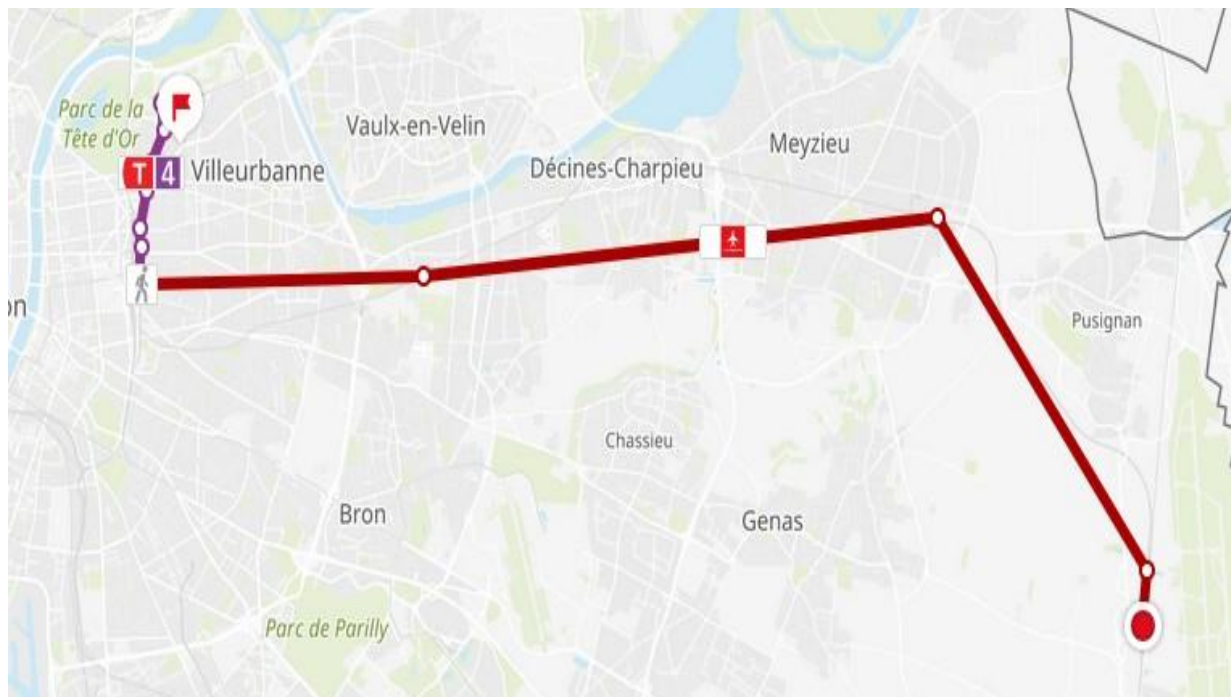 Parc de la
Tête d'Or
Vaulx-en-Velin
Meyzieu
T 4
Villeurbanne
Décines-Charpieu
on
Pusignan
Chassieu
Bron
Genas
Parc de Parilly